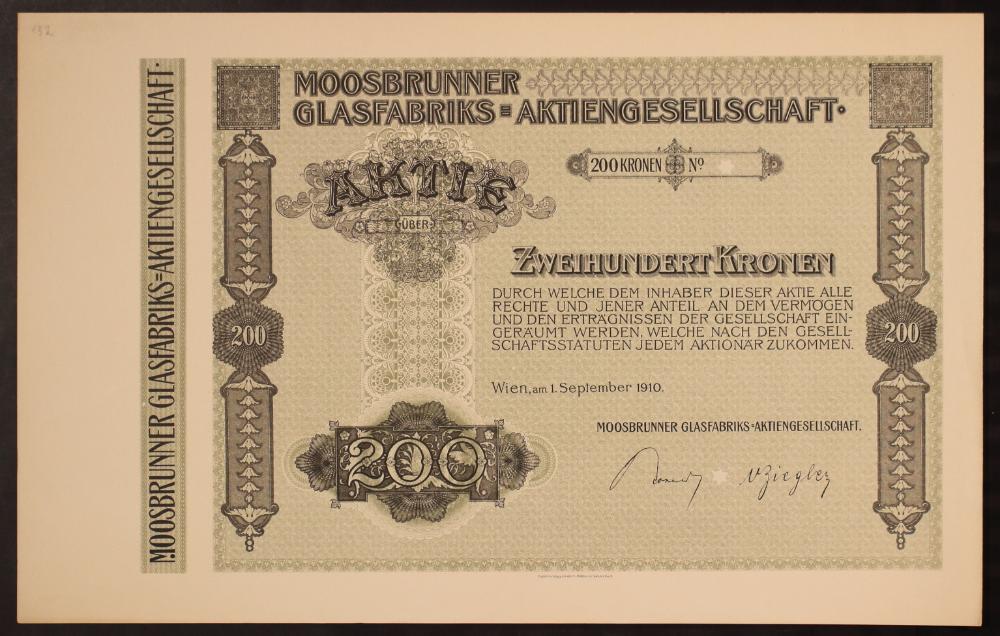 132
MOOSBRUNNER GLASFABRIKS=AKTIENGESELLSCHAFT·
MOOSBRUNNER
GLASFABRIKS=AKTIENGESELLSCHAFT·
AKTIE
ÜBER
200 KRONEN Nº
ZWEIHUNDERT KRONEN
DURCH WELCHE DEM INHABER DIESER AKTIE ALLE
RECHTE UND JENER ANTEIL AN DEM VERMÖGEN
UND DEN ERTRÄGNISSEN DER GESELLSCHAFT EIN-
GERÄUMT WERDEN, WELCHE NACH DEN GESELL-
SCHAFTSSTATUTEN JEDEM AKTIONÄR ZUKOMMEN.
200
200
Wien, am 1. September 1910.
MOOSBRUNNER GLASFABRIKS=AKTIENGESELLSCHAFT.
200
v Ziegler